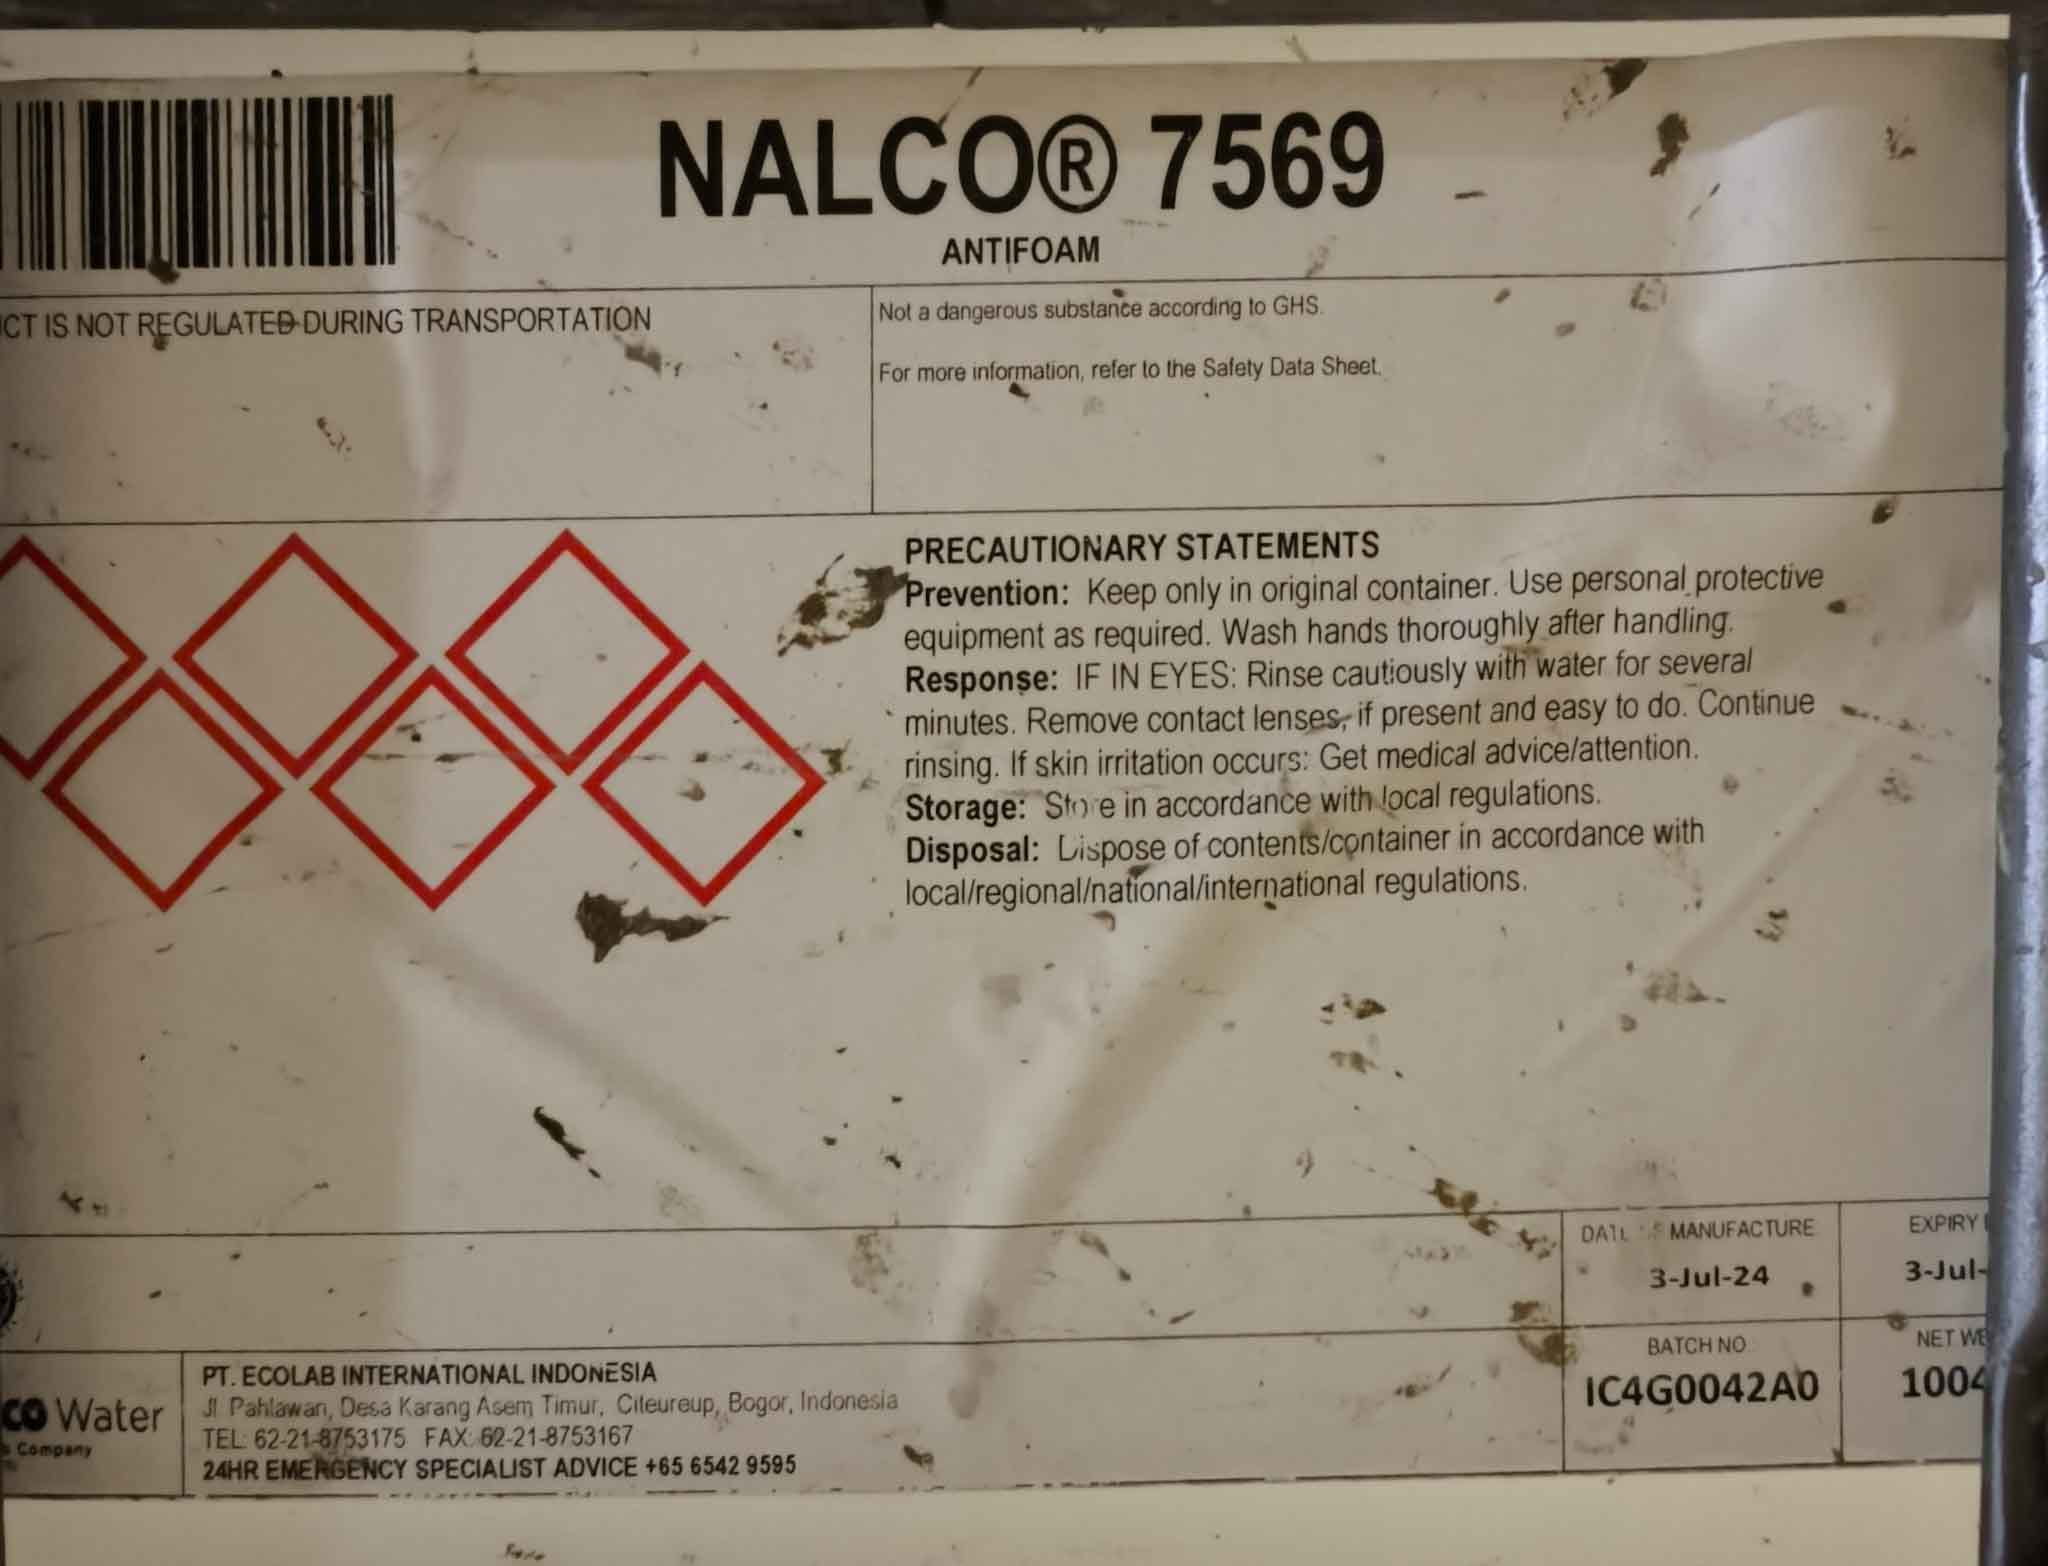 NALCO® 7569
ANTIFOAM
CT IS NOT REGULATED DURING TRANSPORTATION
Not a dangerous substance according to GHS.
For more information, refer to the Safety Data Sheet.
PRECAUTIONARY STATEMENTS
Prevention: Keep only in original container. Use personal protective
equipment as required. Wash hands thoroughly after handling.
Response: IF IN EYES: Rinse cautiously with water for several
minutes. Remove contact lenses, if present and easy to do. Continue
rinsing. If skin irritation occurs: Get medical advice/attention.
Storage: Store in accordance with local regulations.
Disposal: Dispose of contents/container in accordance with
local/regional/national/international regulations.
DATE OF MANUFACTURE
3-Jul-24
EXPIRY
3-Jul-
BATCH NO
IC4G0042A0
NET WE
1004
CO Water
Company
PT. ECOLAB INTERNATIONAL INDONESIA
Jl Pahlawan, Desa Karang Asem Timur, Citeureup, Bogor, Indonesia
TEL: 62-21-8753175 FAX: 62-21-8753167
24HR EMERGENCY SPECIALIST ADVICE +65 6542 9595